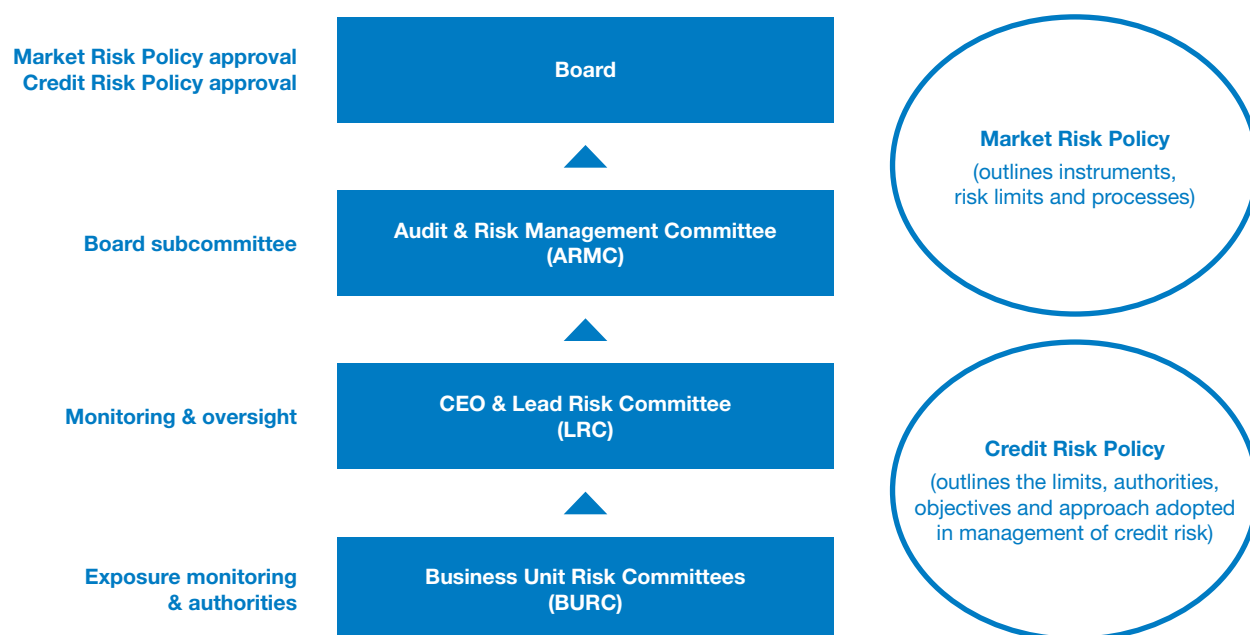 Market Risk Policy approval
Credit Risk Policy approval
Board
Board subcommittee
Audit & Risk Management Committee
(ARMC)
Monitoring & oversight
CEO & Lead Risk Committee
(LRC)
Exposure monitoring
& authorities
Business Unit Risk Committees
(BURC)
Market Risk Policy
(outlines instruments,
risk limits and processes)
Credit Risk Policy
(outlines the limits, authorities,
objectives and approach adopted
in management of credit risk)